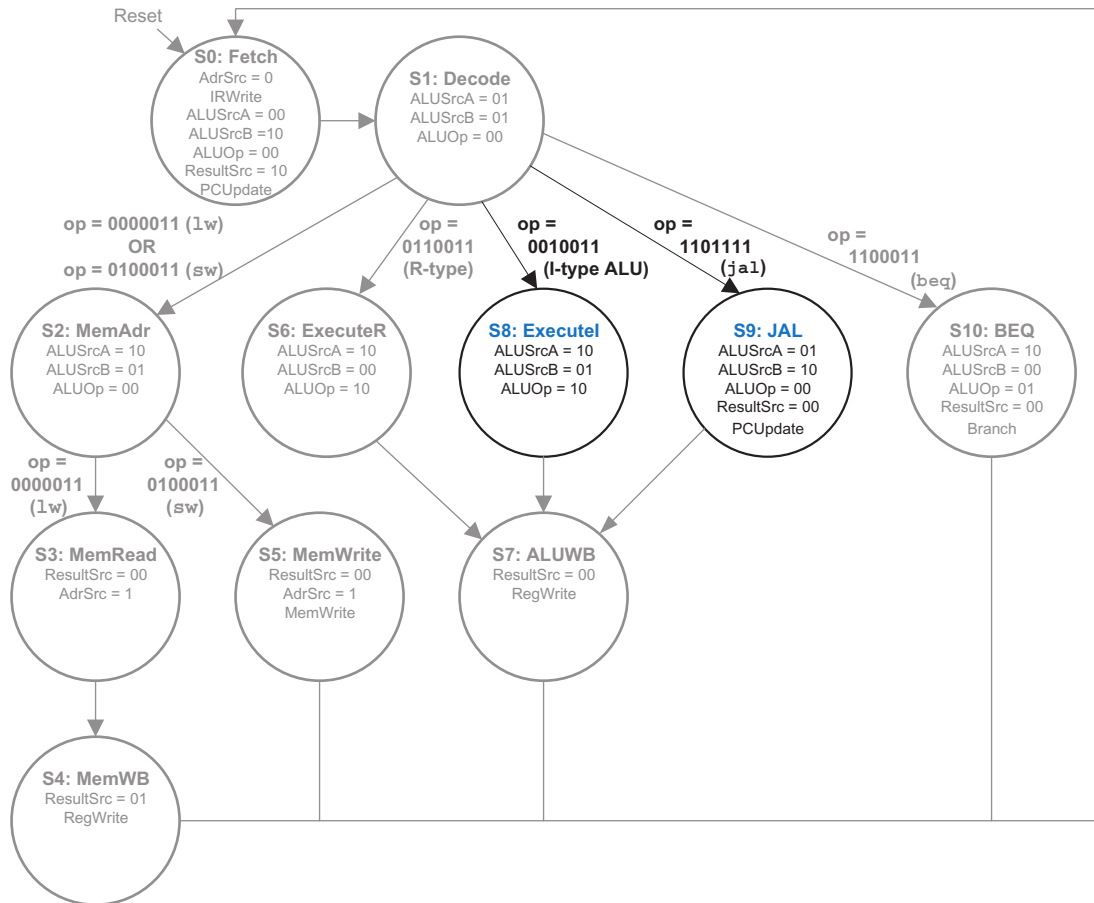 Reset
S0: Fetch
AdrSrc = 0
IRWrite
ALUSrcA = 00
ALUSrcB =10
ALUOp = 00
ResultSrc = 10
PCUpdate
S1: Decode
ALUSrcA = 01
ALUSrcB = 01
ALUOp = 00
op = 0000011 (lw)
OR
op = 0100011 (sw)
op =
0110011
(R-type)
op =
0010011
(I-type ALU)
op =
1101111
(jal)
op =
1100011
(beq)
S2: MemAdr
ALUSrcA = 10
ALUSrcB = 01
ALUOp = 00
S6: ExecuteR
ALUSrcA = 10
ALUSrcB = 00
ALUOp = 10
S8: ExecuteI
ALUSrcA = 10
ALUSrcB = 01
ALUOp = 10
S9: JAL
ALUSrcA = 01
ALUSrcB = 10
ALUOp = 00
ResultSrc = 00
PCUpdate
S10: BEQ
ALUSrcA = 10
ALUSrcB = 00
ALUOp = 01
ResultSrc = 00
Branch
op =
0000011
(lw)
op =
0100011
(sw)
S3: MemRead
ResultSrc = 00
AdrSrc = 1
S5: MemWrite
ResultSrc = 00
AdrSrc = 1
MemWrite
S7: ALUWB
ResultSrc = 00
RegWrite
S4: MemWB
ResultSrc = 01
RegWrite